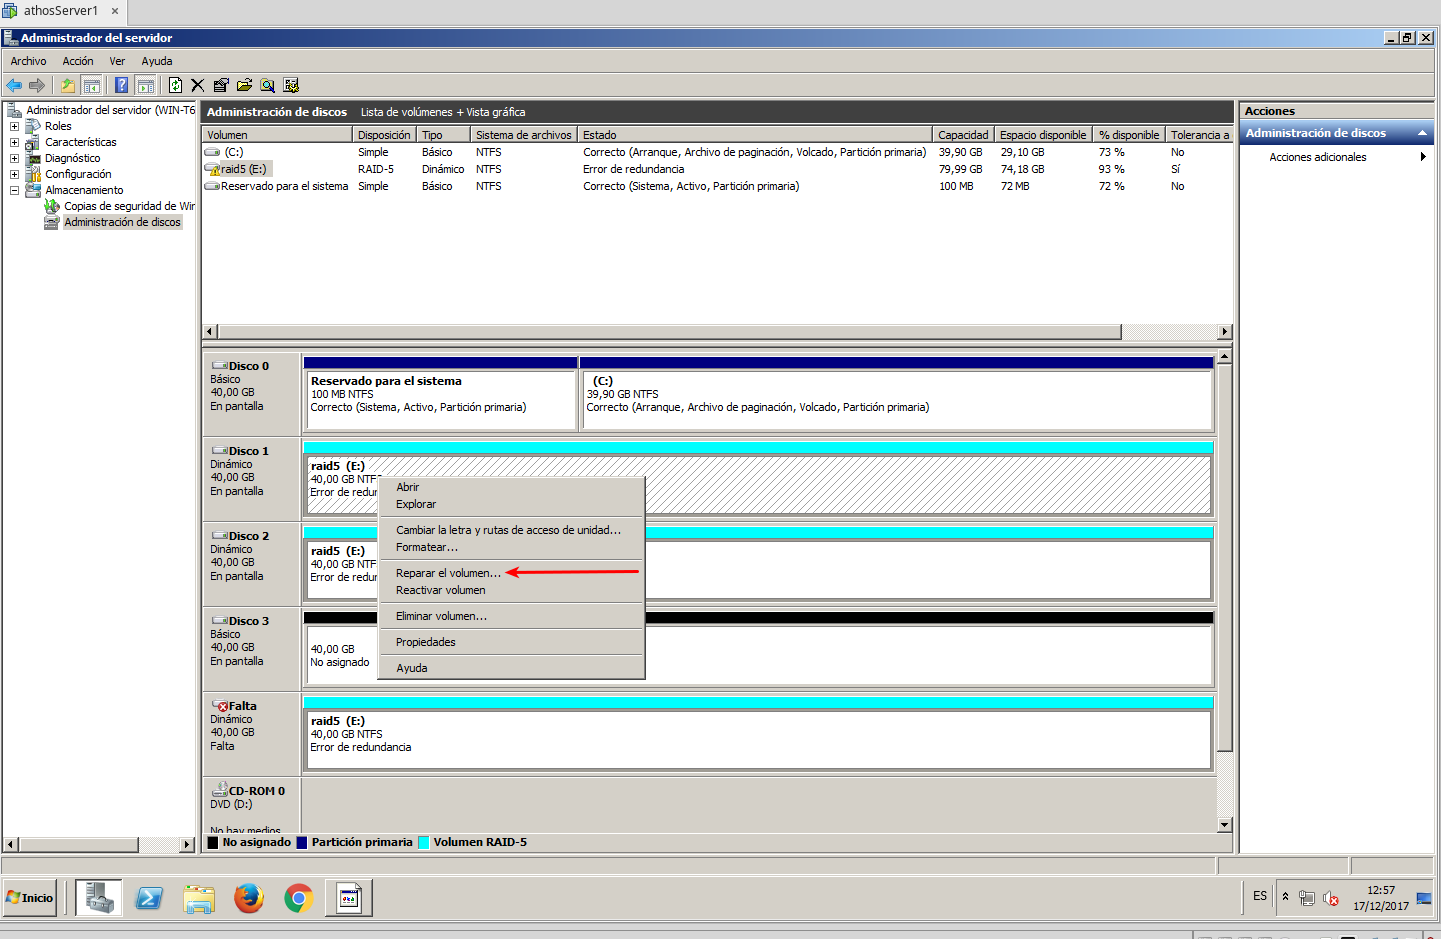 athosServer1 ×
Administrador del servidor
Archivo Acción Ver Ayuda
Administrador del servidor (WIN-T6
Roles
Características
Diagnóstico
Configuración
Almacenamiento
Copias de seguridad de Win
Administración de discos
Administración de discos Lista de volúmenes + Vista gráfica
Volumen Disposición Tipo Sistema de archivos Estado Capacidad Espacio disponible % disponible Tolerancia a
(C:) Simple Básico NTFS Correcto (Arranque, Archivo de paginación, Volcado, Partición primaria) 39,90 GB 29,10 GB 73 % No
raid5 (E:) RAID-5 Dinámico NTFS Error de redundancia 79,99 GB 74,18 GB 93 % Sí
Reservado para el sistema Simple Básico NTFS Correcto (Sistema, Activo, Partición primaria) 100 MB 72 MB 72 % No
Acciones
Administración de discos
Acciones adicionales
Disco 0
Básico
40,00 GB
En pantalla
Reservado para el sistema
100 MB NTFS
Correcto (Sistema, Activo, Partición primaria)
(C:)
39,90 GB NTFS
Correcto (Arranque, Archivo de paginación, Volcado, Partición primaria)
Disco 1
Dinámico
40,00 GB
En pantalla
raid5 (E:)
40,00 GB NTF
Error de redur
Disco 2
Dinámico
40,00 GB
En pantalla
raid5 (E:)
40,00 GB NTF
Error de redur
Abrir
Explorar
Cambiar la letra y rutas de acceso de unidad...
Formatear...
Reparar el volumen...
Reactivar volumen
Eliminar volumen...
Propiedades
Ayuda
Disco 3
Básico
40,00 GB
En pantalla
40,00 GB
No asignado
Falta
Dinámico
40,00 GB
Falta
raid5 (E:)
40,00 GB NTFS
Error de redundancia
CD-ROM 0
DVD (D:)
No hay medios
No asignado Partición primaria Volumen RAID-5
Inicio
ES
12:57
17/12/2017